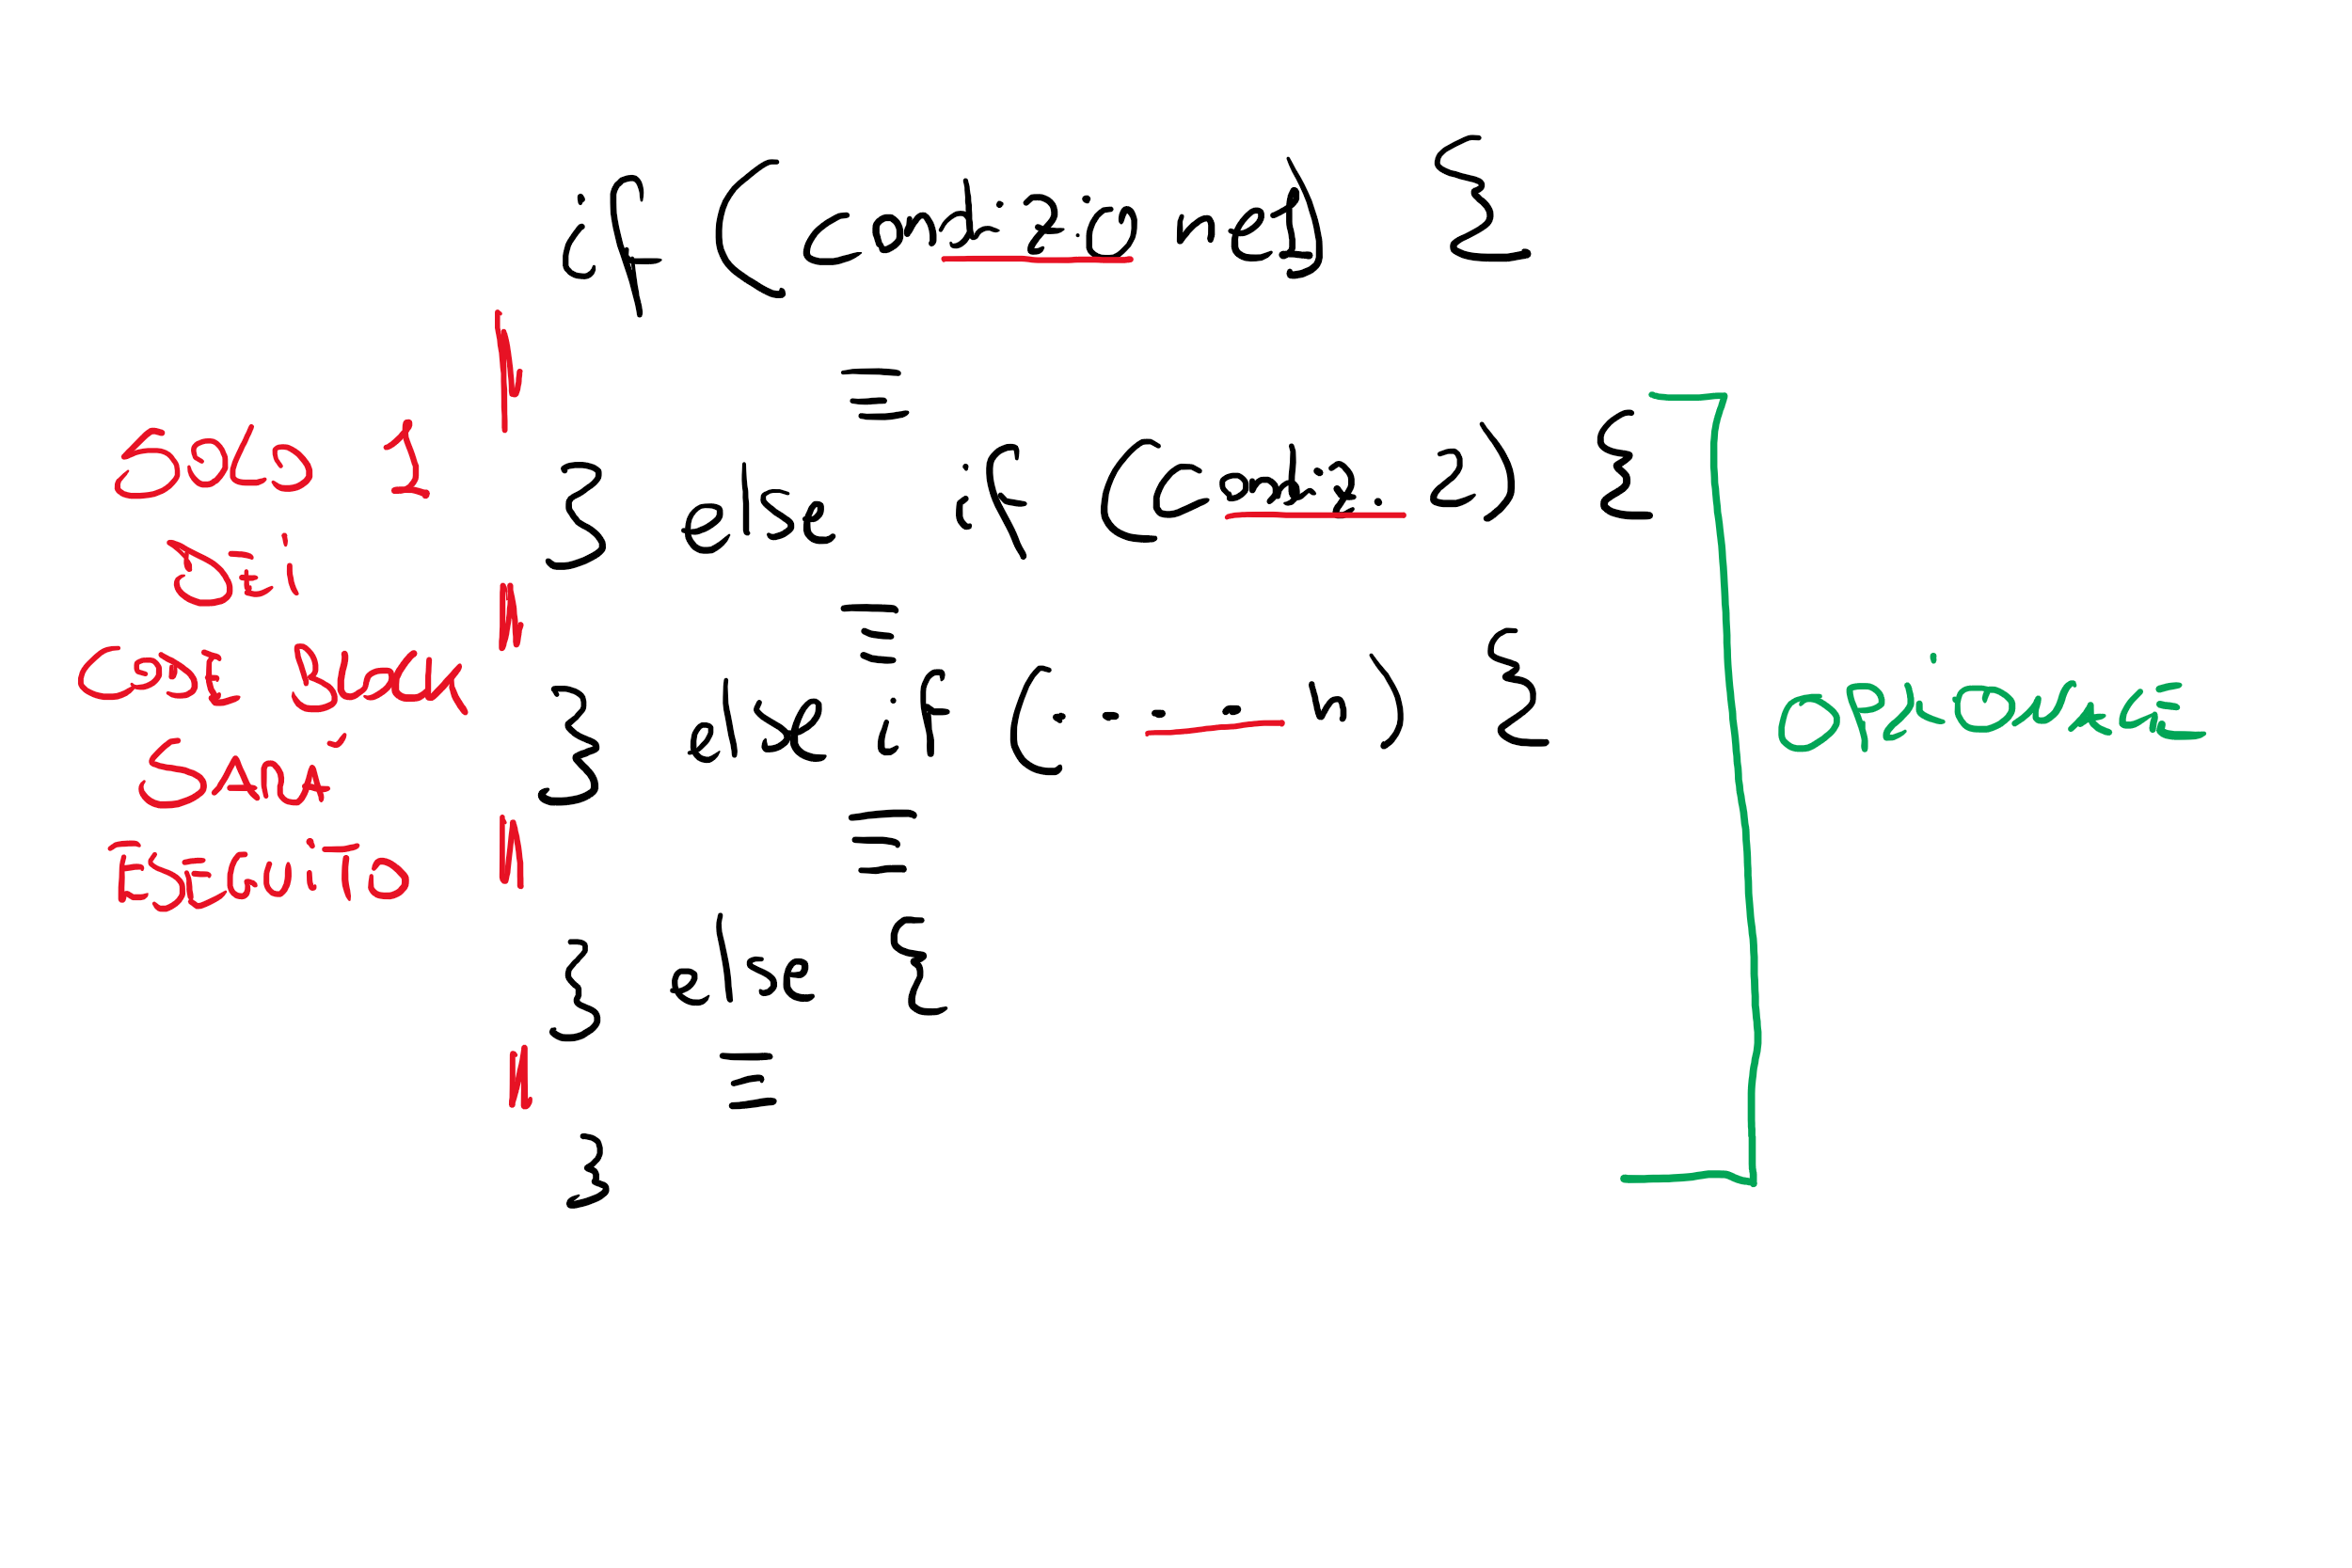 if (condizione1) {
} else if (condiz. 2) {
} else if (- - - - n) {
} else {
}
Solo 1
DEi
CODE BLOCK
SARÀ
ESEGUiTO
OPZiONALE